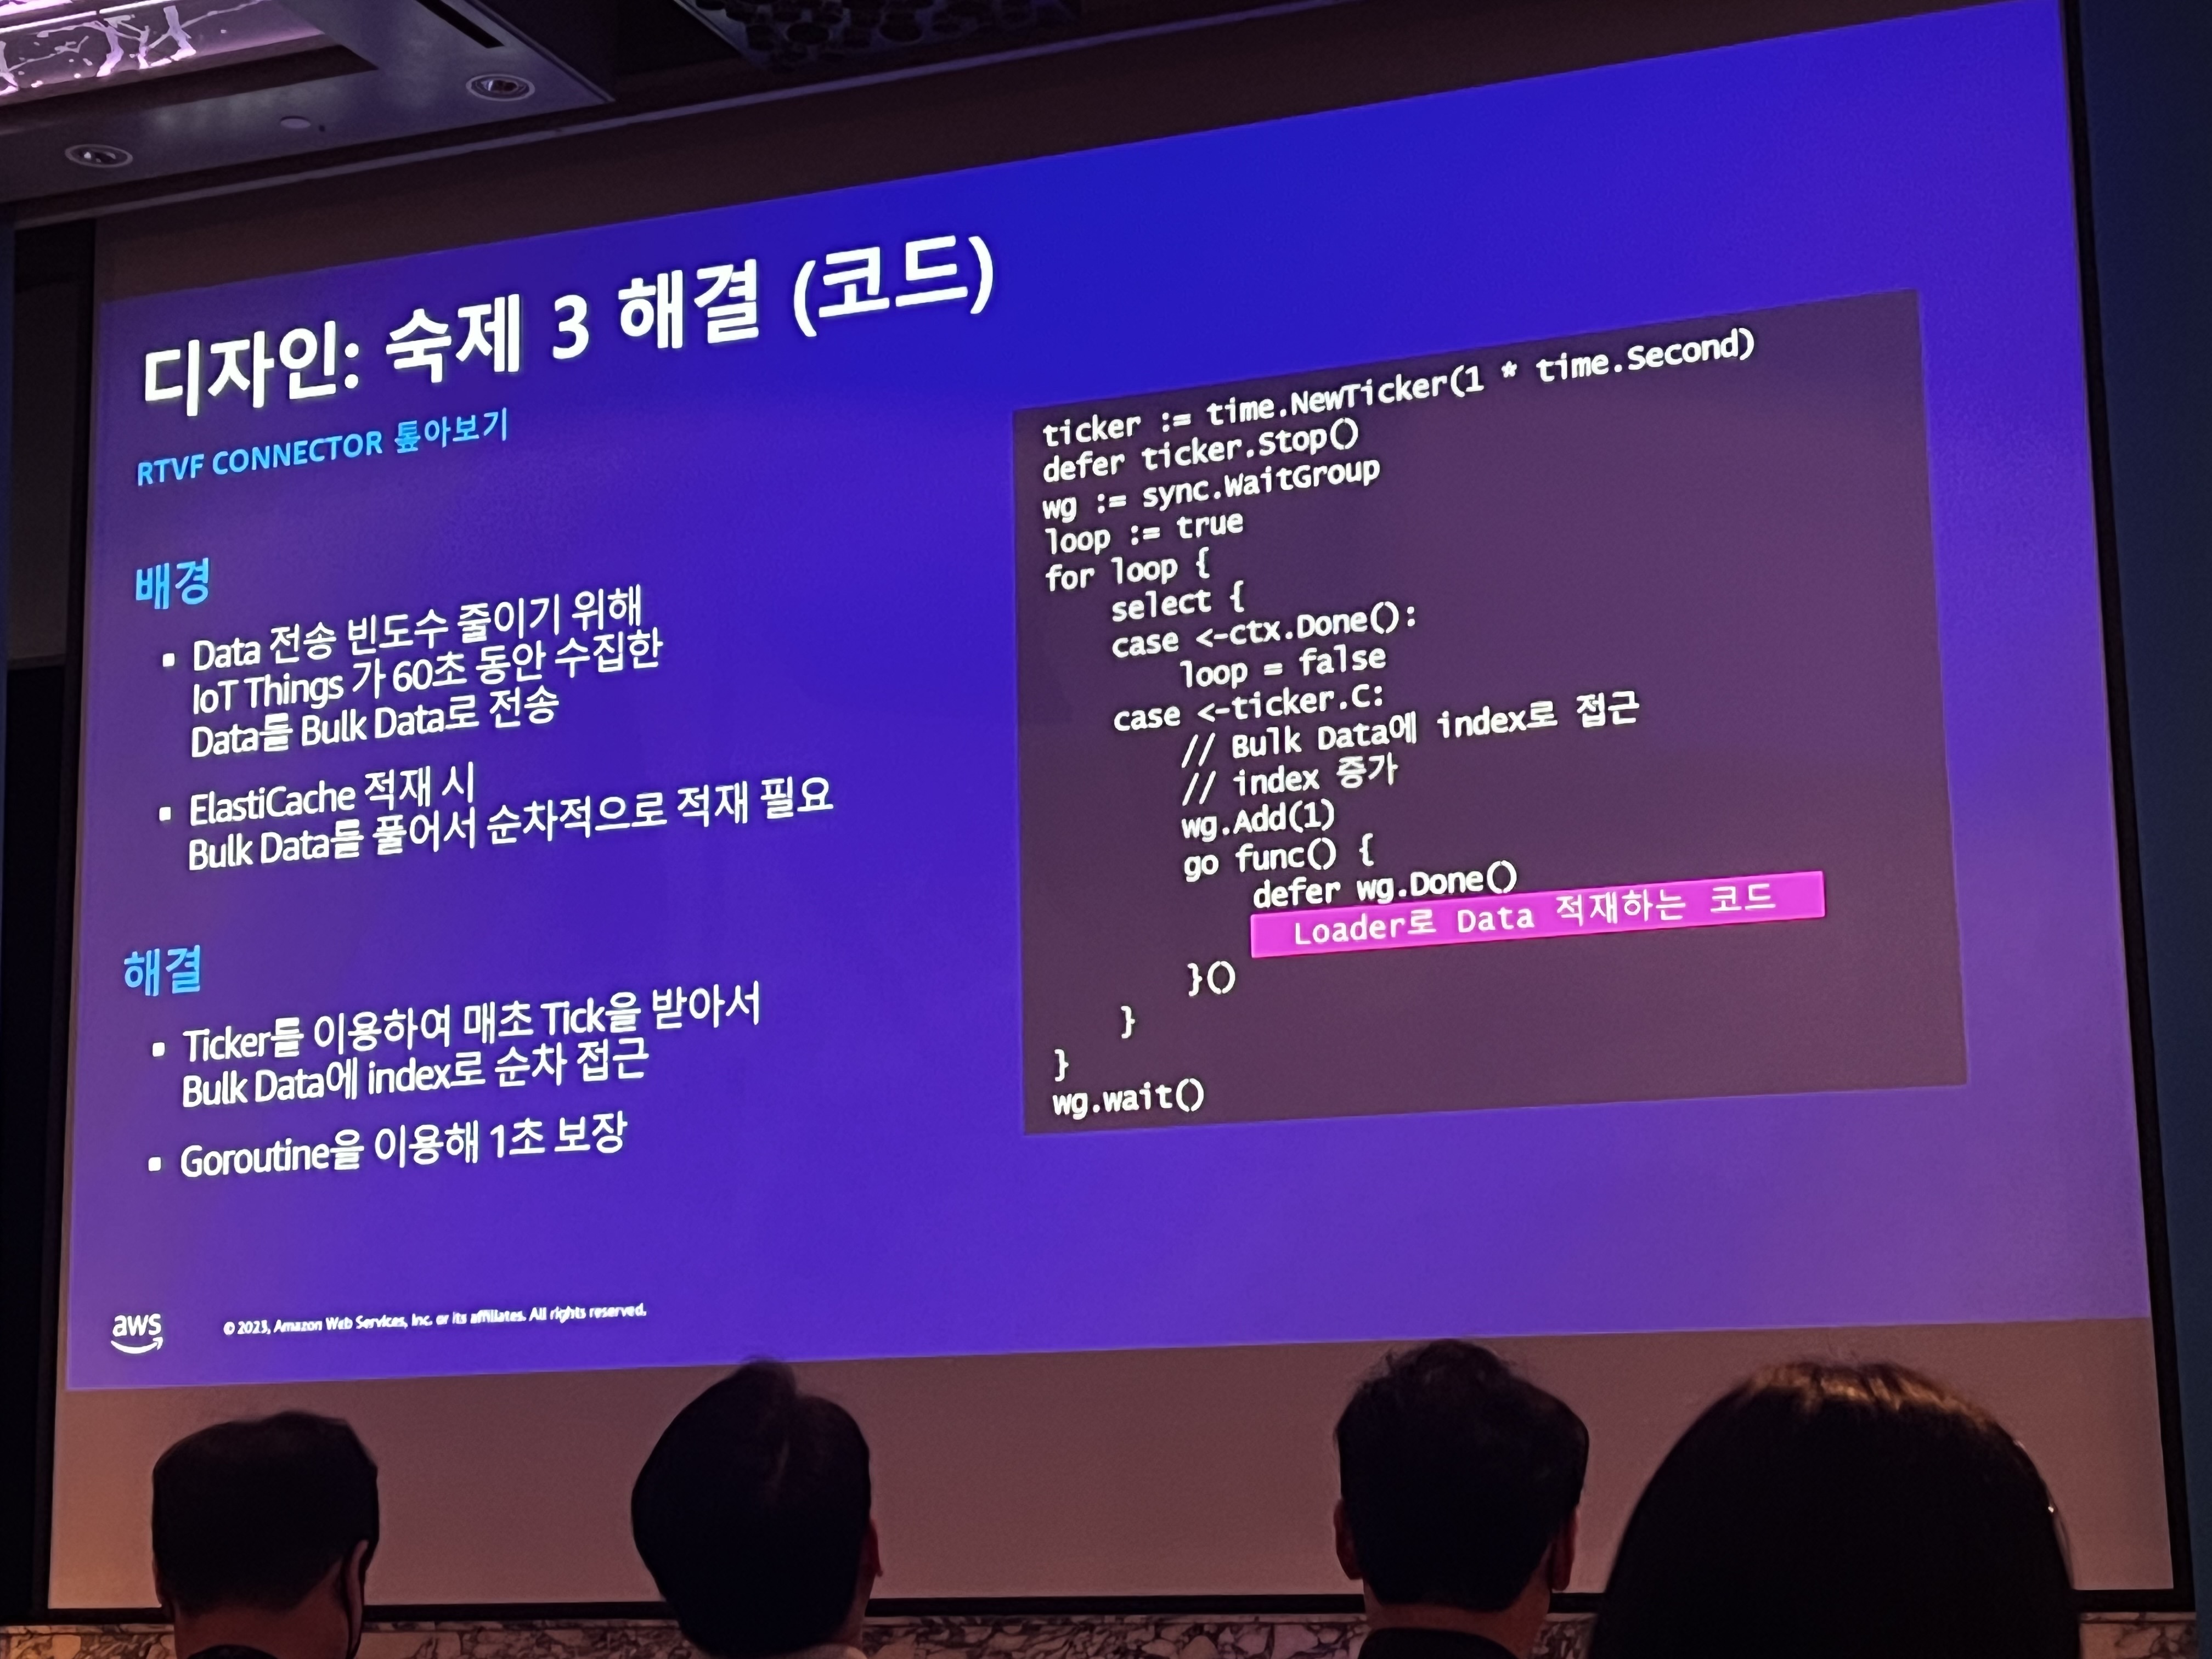 디자인: 숙제 3 해결 (코드)
RTVF CONNECTOR 톺아보기
배경
▪ Data 전송 빈도수 줄이기 위해
IoT Things 가 60초 동안 수집한
Data를 Bulk Data로 전송
▪ ElastiCache 적재 시
Bulk Data를 풀어서 순차적으로 적재 필요
해결
▪ Ticker를 이용하여 매초 Tick을 받아서
Bulk Data에 index로 순차 접근
▪ Goroutine을 이용해 1초 보장
ticker := time.NewTicker(1 * time.Second)
defer ticker.Stop()
wg := sync.WaitGroup
loop := true
for loop {
    select {
    case <-ctx.Done():
        loop = false
    case <-ticker.C:
        // Bulk Data에 index로 접근
        // index 증가
        wg.Add(1)
        go func() {
            defer wg.Done()
            Loader로 Data 적재하는 코드
        }()
    }
}
wg.wait()
aws
© 2023, Amazon Web Services, Inc. or its affiliates. All rights reserved.